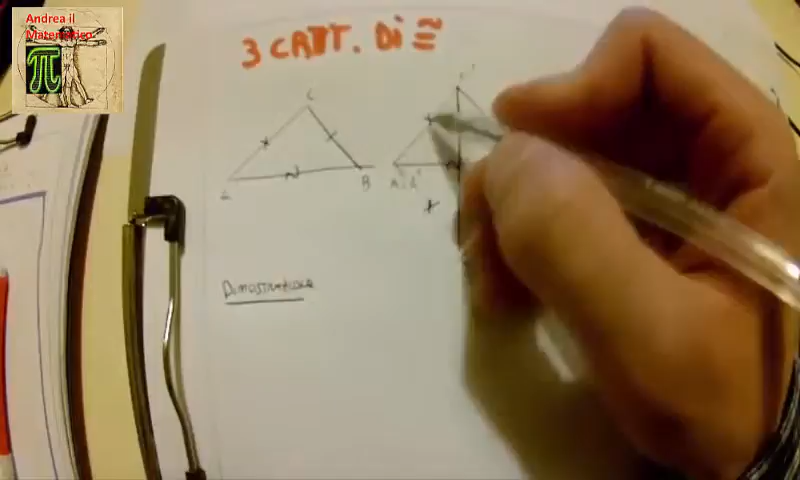 Andrea il
Matematico
π
3 CRIT. Di ≅
C
C'
A
B
A≡A'
Dimostrazione